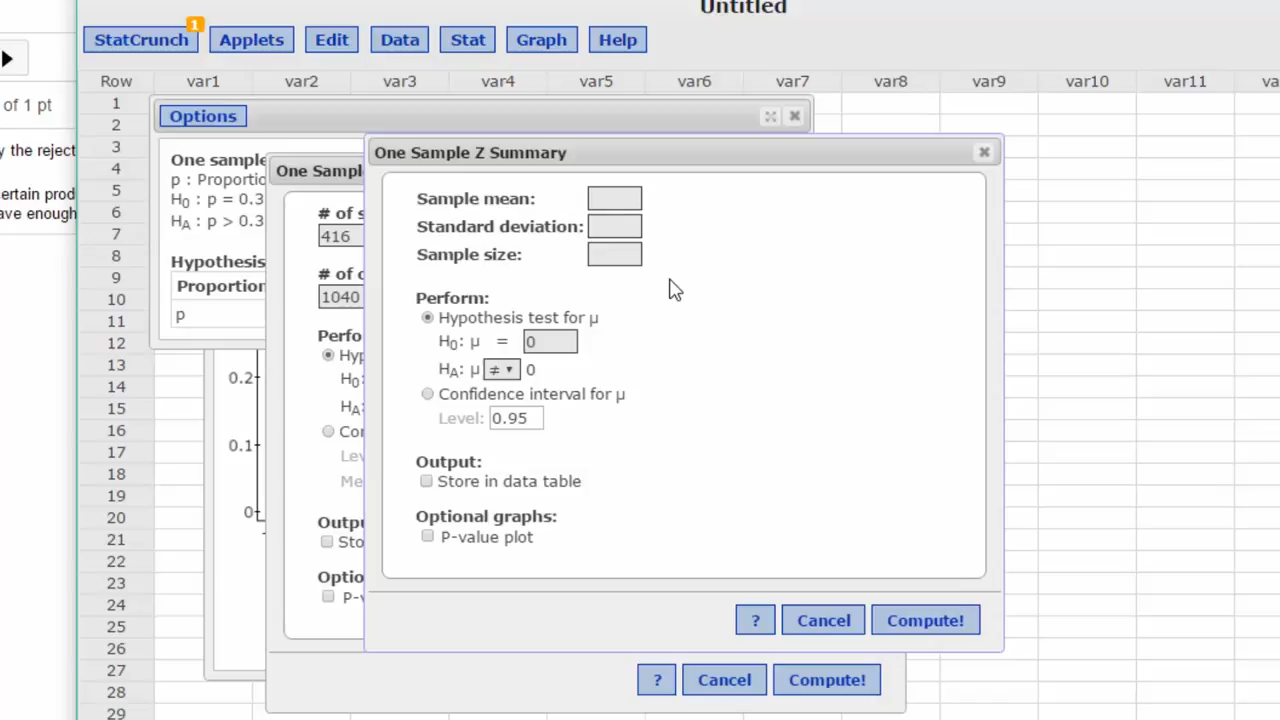 Untitled
StatCrunch 1 Applets Edit Data Stat Graph Help
of 1 pt
Row var1 var2 var3 var4 var5 var6 var7 var8 var9 var10 var11
1
2
3
4
5
6
7
8
9
10
11
12
13
14
15
16
17
18
19
20
21
22
23
24
25
26
27
28
29
y the reject
ertain prod
ave enough
Options
One sample
p : Proportio
H0 : p = 0.3
HA : p > 0.3
Hypothesis
Proportion
p
0.2
0.1
0
One Sampl
# of s
416
# of o
1040
Perfo
Hyp
H0:
HA:
Con
Lev
Me
Outpu
Sto
Optio
P-v
? Cancel Compute!
One Sample Z Summary
Sample mean:
Standard deviation:
Sample size:
Perform:
Hypothesis test for μ
H0: μ = 0
HA: μ ≠ 0
Confidence interval for μ
Level: 0.95
Output:
Store in data table
Optional graphs:
P-value plot
? Cancel Compute!